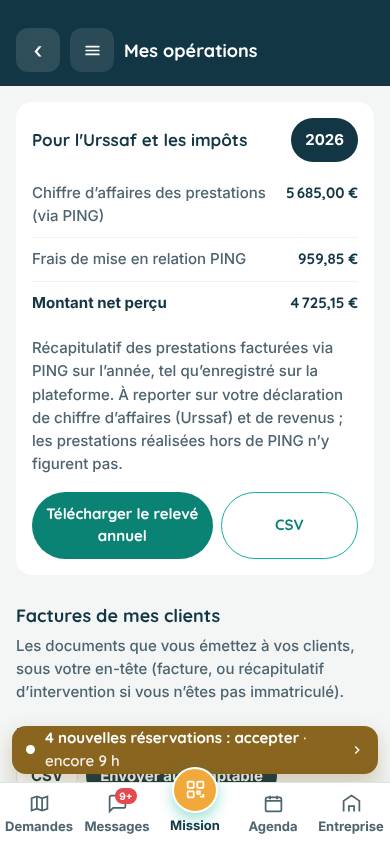 Mes opérations
Pour l'Urssaf et les impôts
2026
Chiffre d’affaires des prestations
(via PING)
5 685,00 €
Frais de mise en relation PING
959,85 €
Montant net perçu
4 725,15 €
Récapitulatif des prestations facturées via
PING sur l’année, tel qu’enregistré sur la
plateforme. À reporter sur votre déclaration
de chiffre d’affaires (Urssaf) et de revenus ;
les prestations réalisées hors de PING n’y
figurent pas.
Télécharger le relevé
annuel
CSV
Factures de mes clients
Les documents que vous émettez à vos clients,
sous votre en-tête (facture, ou récapitulatif
d’intervention si vous n’êtes pas immatriculé).
4 nouvelles réservations : accepter ·
encore 9 h
CSV
Envoyer au comptable
9+
Demandes
Messages
Mission
Agenda
Entreprise